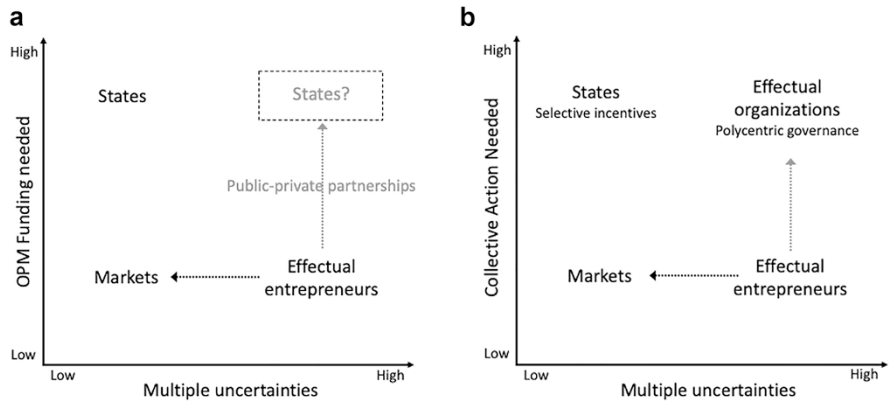 a
High
OPM Funding needed
Low
States
States?
Public-private partnerships
Markets
Effectual
entrepreneurs
Low
High
Multiple uncertainties
b
High
Collective Action Needed
Low
States
Selective incentives
Effectual
organizations
Polycentric governance
Markets
Effectual
entrepreneurs
Low
High
Multiple uncertainties